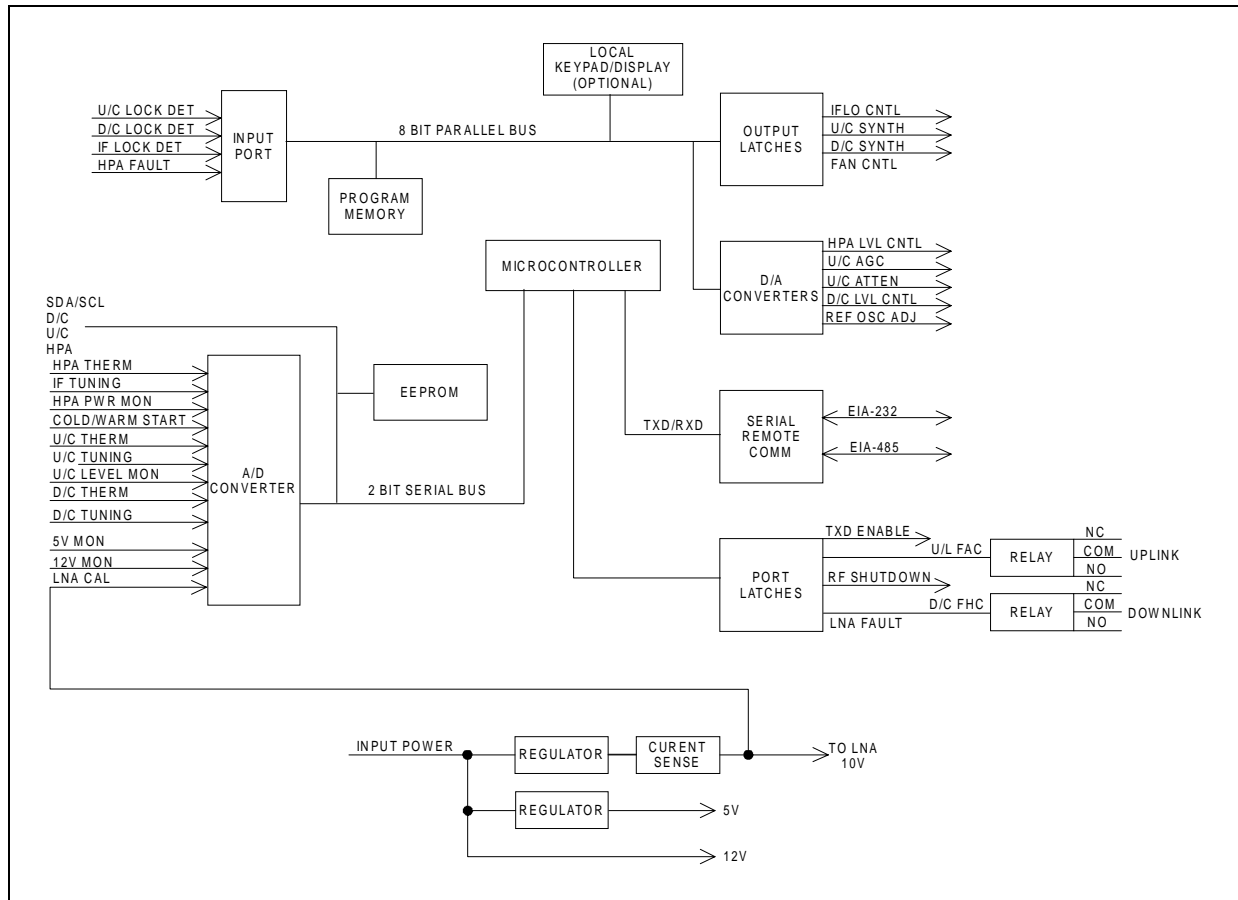 LOCAL
KEYPAD/DISPLAY
(OPTIONAL)
U/C LOCK DET
D/C LOCK DET
IF LOCK DET
HPA FAULT
INPUT
PORT
8 BIT PARALLEL BUS
PROGRAM
MEMORY
OUTPUT
LATCHES
IFLO CNTL
U/C SYNTH
D/C SYNTH
FAN CNTL
MICROCONTROLLER
D/A
CONVERTERS
HPA LVL CNTL
U/C AGC
U/C ATTEN
D/C LVL CNTL
REF OSC ADJ
SDA/SCL
D/C
U/C
HPA
HPA THERM
IF TUNING
HPA PWR MON
COLD/WARM START
U/C THERM
U/C TUNING
U/C LEVEL MON
D/C THERM
D/C TUNING
5V MON
12V MON
LNA CAL
A/D
CONVERTER
EEPROM
2 BIT SERIAL BUS
TXD/RXD
SERIAL
REMOTE
COMM
EIA-232
EIA-485
PORT
LATCHES
TXD ENABLE
U/L FAC
RF SHUTDOWN
D/C FHC
LNA FAULT
RELAY
NC
COM
NO
UPLINK
RELAY
NC
COM
NO
DOWNLINK
INPUT POWER
REGULATOR
CURENT
SENSE
TO LNA
10V
REGULATOR
5V
12V